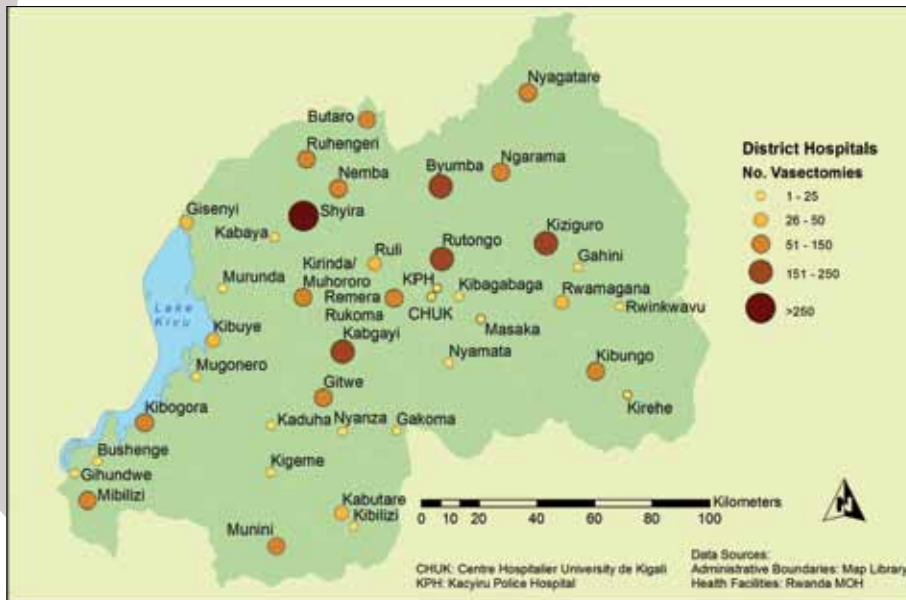 Nyagatare
Butaro
Ruhengeri
Ngarama
Byumba
Nemba
Shyira
Gisenyi
Kabaya
Kiziguro
Rutongo
Ruli
Gahini
Kirinda/
Muhororo
Murunda
KPH
Kibagabaga
Remera
Rukoma
CHUK
Rwamagana
Rwinkwavu
Lake
Kivu
Masaka
Kibuye
Kabgayi
Nyamata
Mugonero
Kibungo
Gitwe
Kirehe
Kibogora
Kaduha
Nyanza
Gakoma
Bushenge
Gihundwe
Kigeme
Mibilizi
Kabutare
Kibilizi
Munini
District Hospitals
No. Vasectomies
1 - 25
26 - 50
51 - 150
151 - 250
>250
Kilometers
0 10 20 40 60 80 100
N
CHUK: Centre Hospitalier University de Kigali
KPH: Kacyiru Police Hospital
Data Sources:
Administrative Boundaries: Map Library
Health Facilities: Rwanda MOH